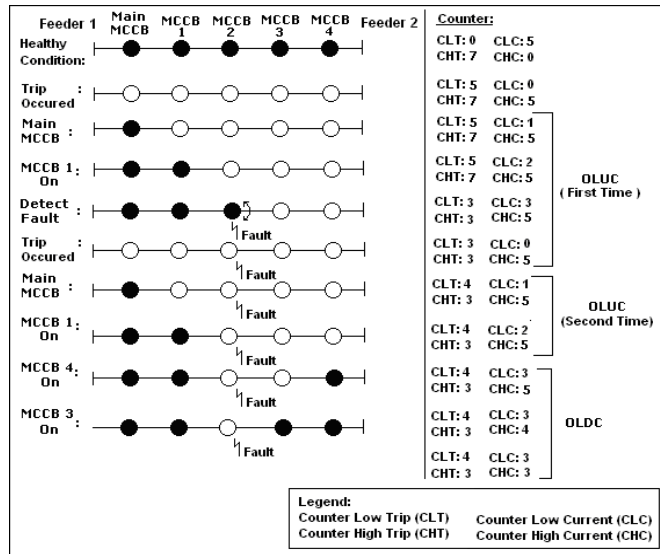 Feeder 1 Main MCCB MCCB 1 MCCB 2 MCCB 3 MCCB 4 Feeder 2
Counter:
Healthy Condition:
CLT: 0 CLC: 5
CHT: 7 CHC: 5
Trip Occured :
CLT: 5 CLC: 0
CHT: 7 CHC: 5
Main MCCB :
CLT: 5 CLC: 1
CHT: 7 CHC: 5
MCCB 1 On :
CLT: 5 CLC: 2
CHT: 7 CHC: 5
OLUC
( First Time )
Detect Fault :
CLT: 3 CLC: 3
CHT: 3 CHC: 5
Fault
Trip Occured :
CLT: 3 CLC: 0
CHT: 3 CHC: 5
Fault
Main MCCB :
CLT: 4 CLC: 1
CHT: 3 CHC: 5
Fault
OLUC
(Second Time)
MCCB 1 On :
CLT: 4 CLC: 2
CHT: 3 CHC: 5
Fault
MCCB 4 On :
CLT: 4 CLC: 3
CHT: 3 CHC: 5
Fault
MCCB 3 On :
CLT: 4 CLC: 3
CHT: 3 CHC: 4
OLDC
Fault
CLT: 4 CLC: 3
CHT: 3 CHC: 3
Legend:
Counter Low Trip (CLT) Counter Low Current (CLC)
Counter High Trip (CHT) Counter High Current (CHC)